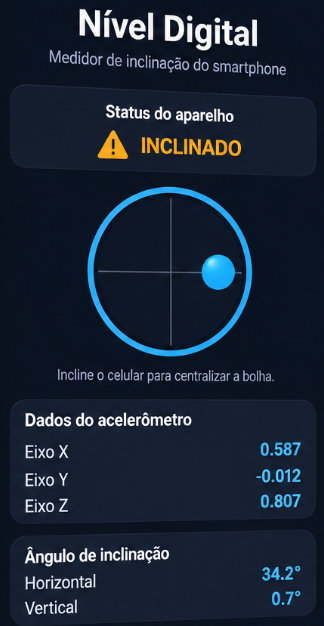 Nível Digital
Medidor de inclinação do smartphone
Status do aparelho
INCLINADO
Incline o celular para centralizar a bolha.
Dados do acelerômetro
Eixo X 0.587
Eixo Y -0.012
Eixo Z 0.807
Ângulo de inclinação
Horizontal 34.2°
Vertical 0.7°